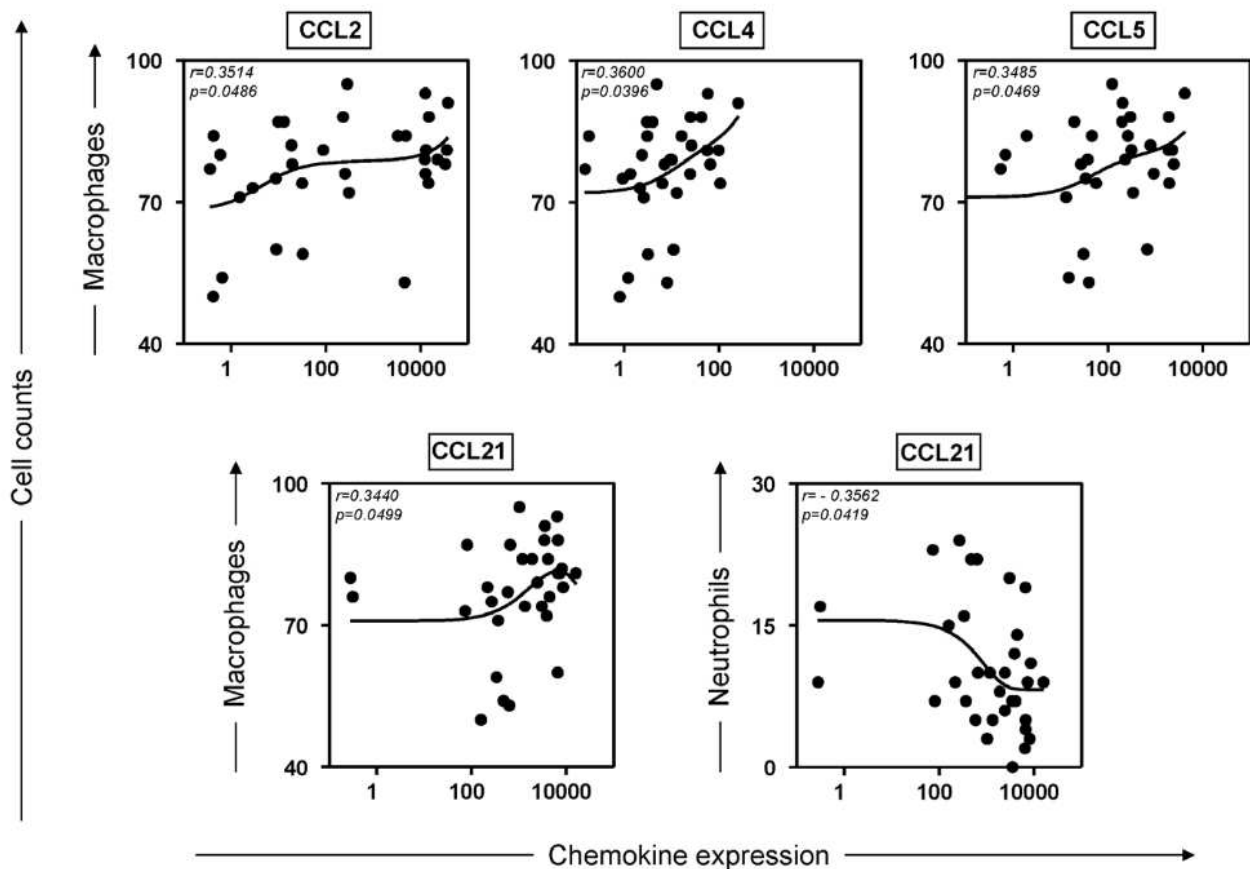 CCL2
CCL4
CCL5
Macrophages
100
70
40
r=0.3514
p=0.0486
1
100
10000
100
70
40
r=0.3600
p=0.0396
1
100
10000
100
70
40
r=0.3485
p=0.0469
1
100
10000
Cell counts
CCL21
CCL21
Macrophages
100
70
40
r=0.3440
p=0.0499
1
100
10000
Neutrophils
30
15
0
r= - 0.3562
p=0.0419
1
100
10000
Chemokine expression